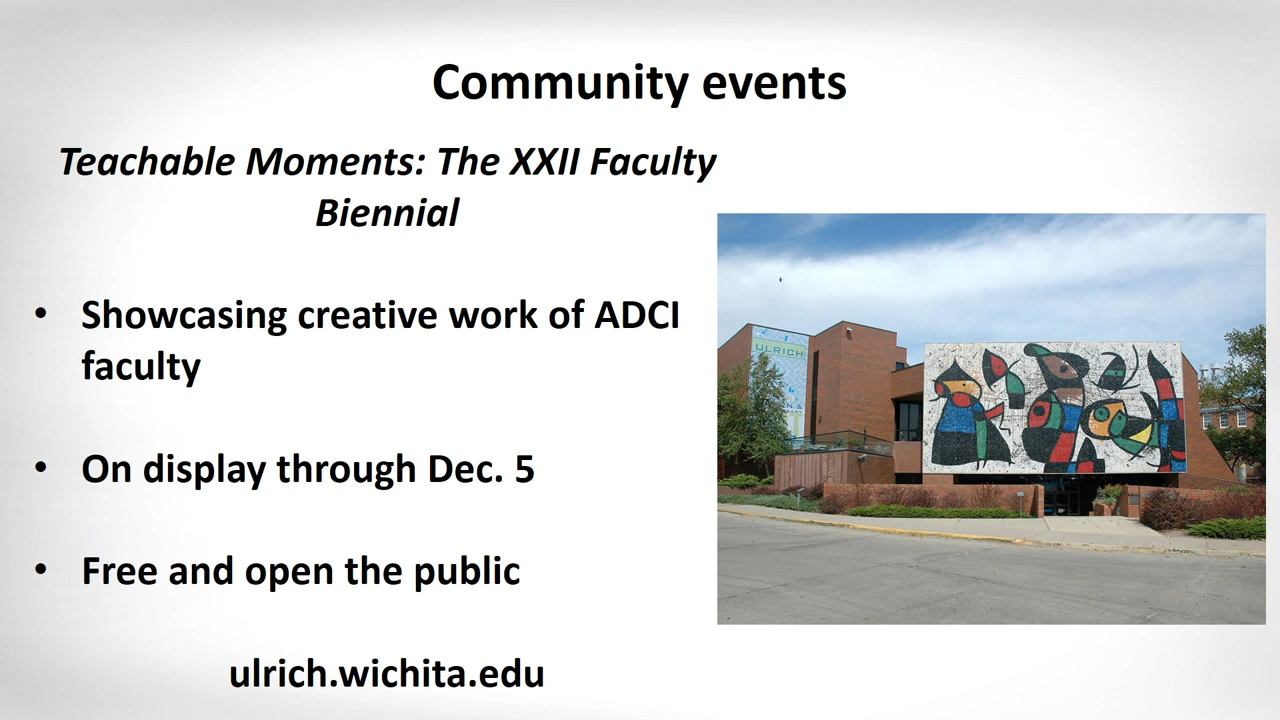 Community events
Teachable Moments: The XXII Faculty
Biennial
• Showcasing creative work of ADCI
faculty
• On display through Dec. 5
• Free and open the public
ulrich.wichita.edu
ULRICH